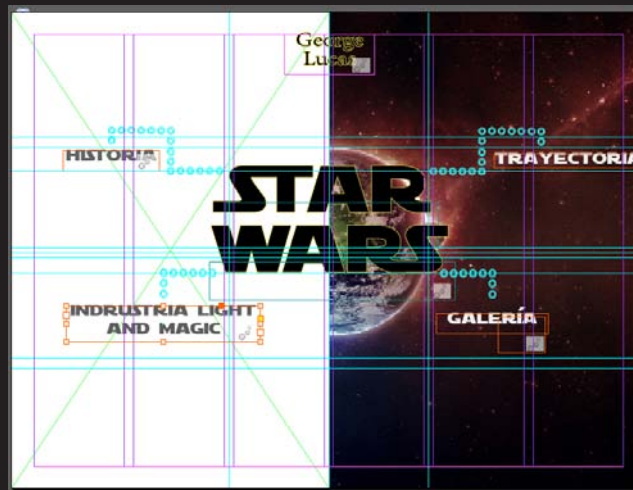 George
Lucas
HISTORIA
TRAYECTORIA
STAR
WARS
INDRUSTRIA LIGHT
AND MAGIC
GALERÍA